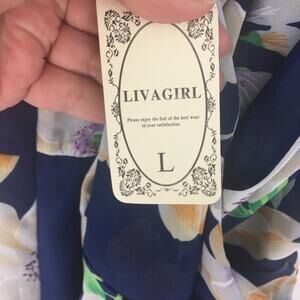 LIVAGIRL
Please enjoy the feel of the best wear
to your satisfaction
L